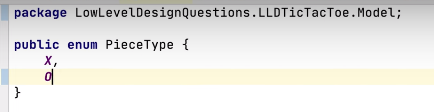 package LowLevelDesignQuestions.LLDTicTacToe.Model;
public enum PieceType {
X,
O
}